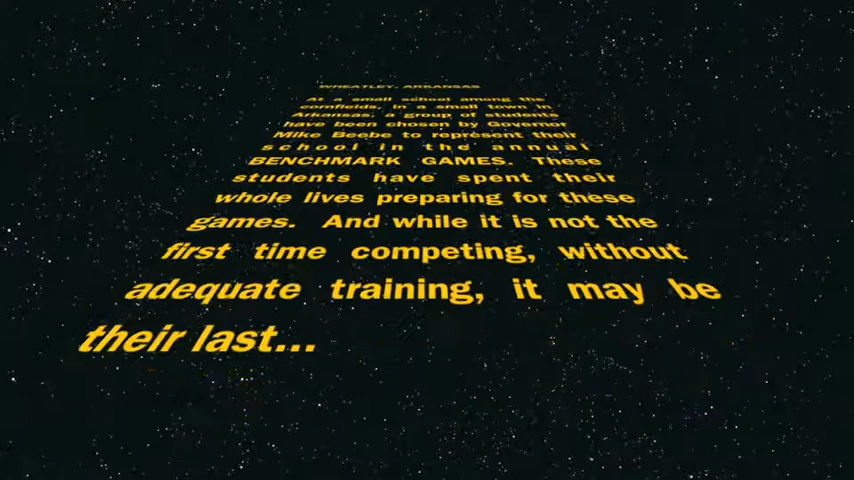 WHEATLEY, ARKANSAS
At a small school among the
cornfields, in a small town in
Arkansas, a group of students
have been chosen by Governor
Mike Beebe to represent their
school in the annual
BENCHMARK GAMES. These
students have spent their
whole lives preparing for these
games. And while it is not the
first time competing, without
adequate training, it may be
their last...